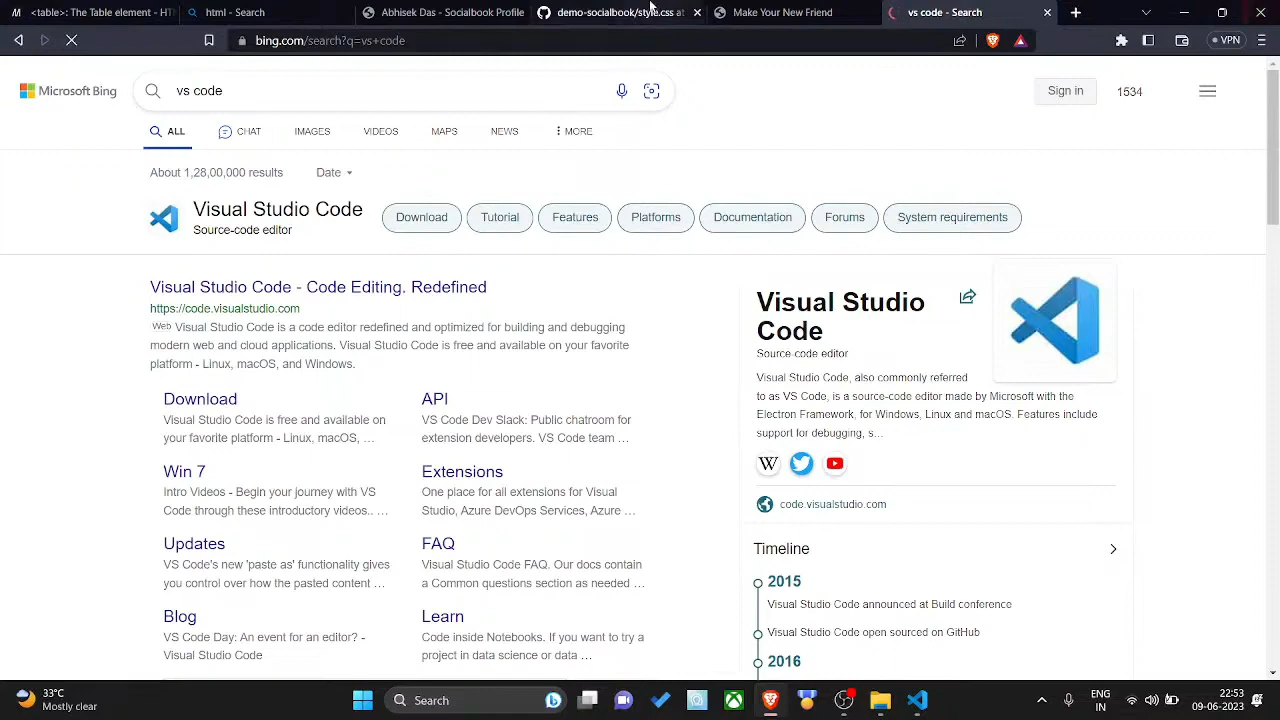 <table>: The Table element - HT
html - Search
Abhisek Das - Socialbook Profile
demo-socialbook/style.css at
Make Your New Friend
vs code - Search
bing.com/search?q=vs+code
VPN
Microsoft Bing
vs code
Sign in
1534
ALL
CHAT
IMAGES
VIDEOS
MAPS
NEWS
MORE
About 1,28,00,000 results
Date
Visual Studio Code
Source-code editor
Download
Tutorial
Features
Platforms
Documentation
Forums
System requirements
Visual Studio Code - Code Editing. Redefined
https://code.visualstudio.com
Web Visual Studio Code is a code editor redefined and optimized for building and debugging
modern web and cloud applications. Visual Studio Code is free and available on your favorite
platform - Linux, macOS, and Windows.
Download
Visual Studio Code is free and available on
your favorite platform - Linux, macOS, …
API
VS Code Dev Slack: Public chatroom for
extension developers. VS Code team …
Win 7
Intro Videos - Begin your journey with VS
Code through these introductory videos.. …
Extensions
One place for all extensions for Visual
Studio, Azure DevOps Services, Azure …
Updates
VS Code's new 'paste as' functionality gives
you control over how the pasted content …
FAQ
Visual Studio Code FAQ. Our docs contain
a Common questions section as needed …
Blog
VS Code Day: An event for an editor? -
Visual Studio Code
Learn
Code inside Notebooks. If you want to try a
project in data science or data …
Visual Studio
Code
Source-code editor
Visual Studio Code, also commonly referred
to as VS Code, is a source-code editor made by Microsoft with the
Electron Framework, for Windows, Linux and macOS. Features include
support for debugging, s...
W
code.visualstudio.com
Timeline
2015
Visual Studio Code announced at Build conference
Visual Studio Code open sourced on GitHub
2016
33°C
Mostly clear
Search
ENG
IN
22:53
09-06-2023